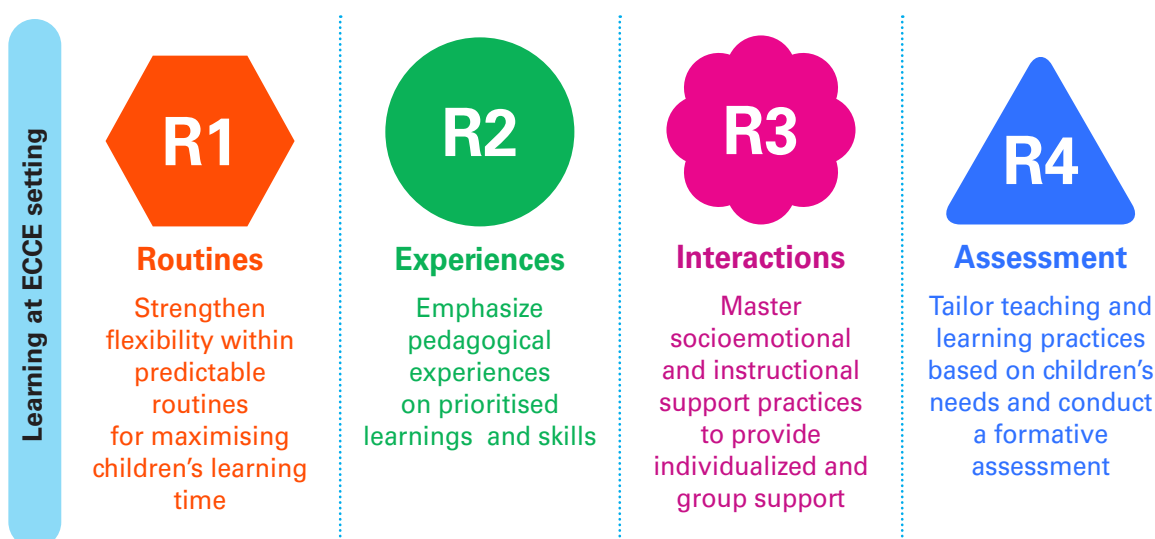 Learning at ECCE setting
R1
Routines
Strengthen
flexibility within
predictable
routines
for maximising
children’s learning
time
R2
Experiences
Emphasize
pedagogical
experiences
on prioritised
learnings and skills
R3
Interactions
Master
socioemotional
and instructional
support practices
to provide
individualized and
group support
R4
Assessment
Tailor teaching and
learning practices
based on children’s
needs and conduct
a formative
assessment